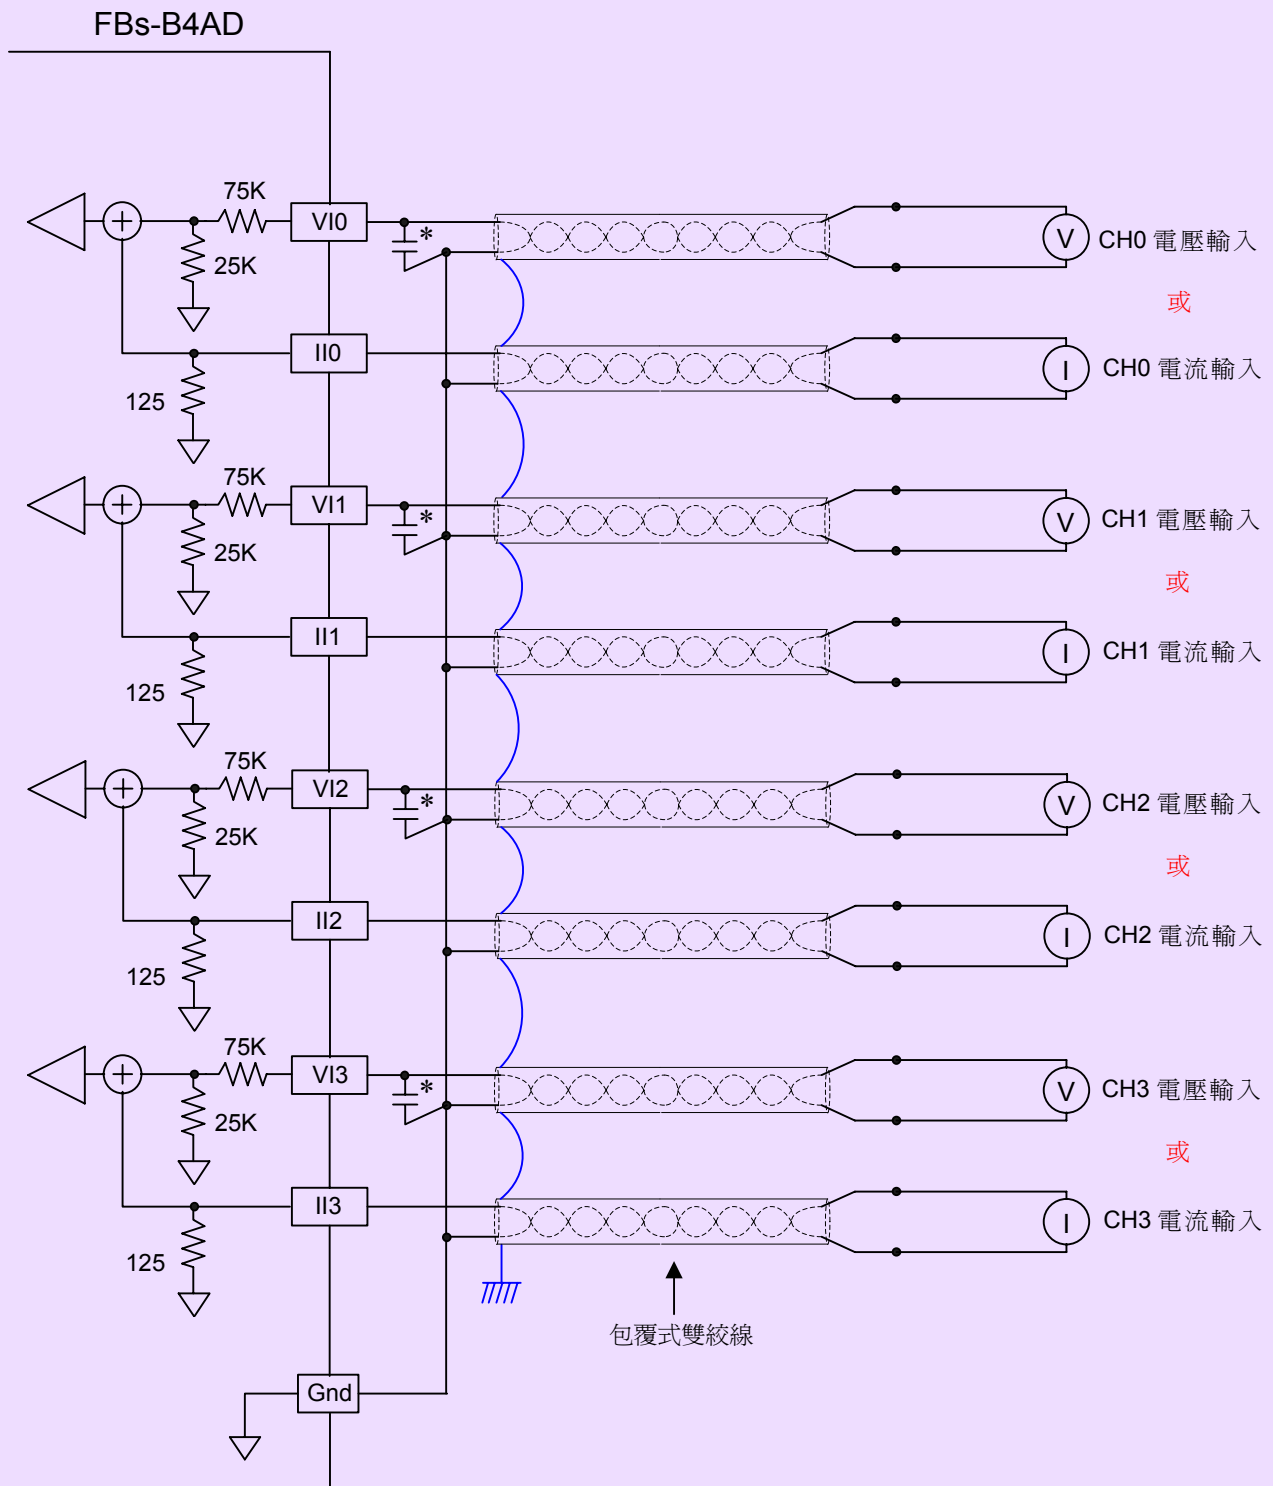 FBs-B4AD
75K
VI0
*
25K
V
CH0 電壓輸入
或
II0
125
I
CH0 電流輸入
75K
VI1
*
25K
V
CH1 電壓輸入
或
II1
125
I
CH1 電流輸入
75K
VI2
*
25K
V
CH2 電壓輸入
或
II2
125
I
CH2 電流輸入
75K
VI3
*
25K
V
CH3 電壓輸入
或
II3
125
I
CH3 電流輸入
包覆式雙絞線
Gnd